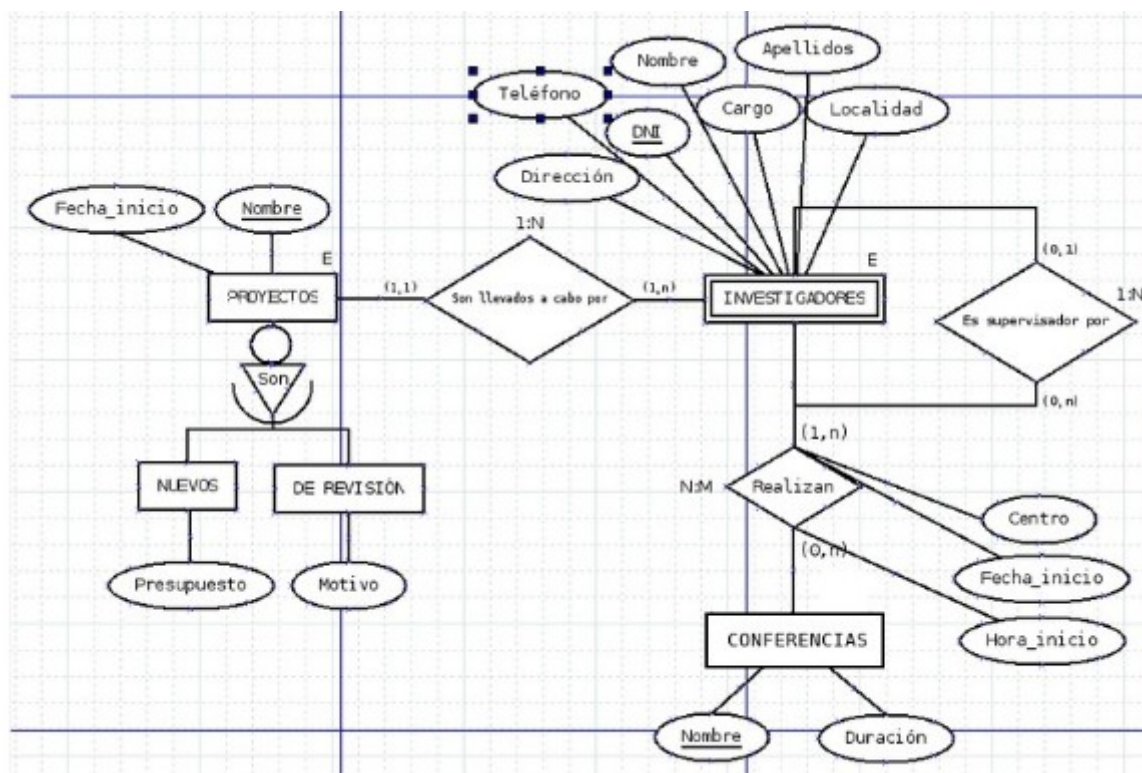 Apellidos
Nombre
Teléfono
Cargo
Localidad
DNI
Dirección
Fecha_inicio
Nombre
1:N
E
E
(0,1)
PROYECTOS
(1,1)
Son llevados a cabo por
(1,n)
INVESTIGADORES
1:N
Es supervisador por
Son
(0,n)
(1,n)
NUEVOS
DE REVISIÓN
N:M
Realizan
Centro
(0,n)
Presupuesto
Motivo
Fecha_inicio
CONFERENCIAS
Hora_inicio
Nombre
Duración